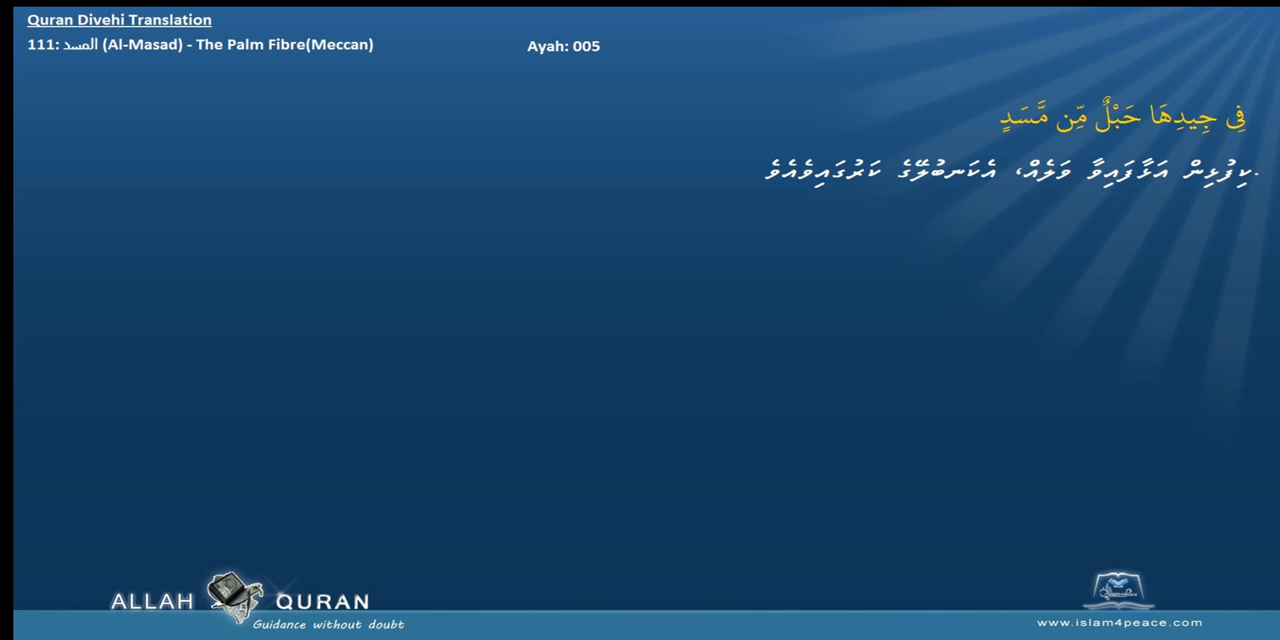 Quran Divehi Translation
111: المسد (Al-Masad) - The Palm Fibre(Meccan)
Ayah: 005
فِى جِيدِهَا حَبْلٌ مِّن مَّسَدٍ
ކިފުޅިން އަޅާފައިވާ ވަލެއް، އެކަނބުލޭގެ ކަރުގައިވެއެވެ.
ALLAH QURAN
Guidance without doubt
www.islam4peace.com